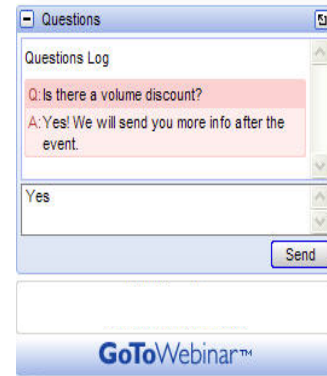 Questions
Questions Log
Q: Is there a volume discount?
A: Yes! We will send you more info after the
event.
Yes
Send
GoToWebinar™